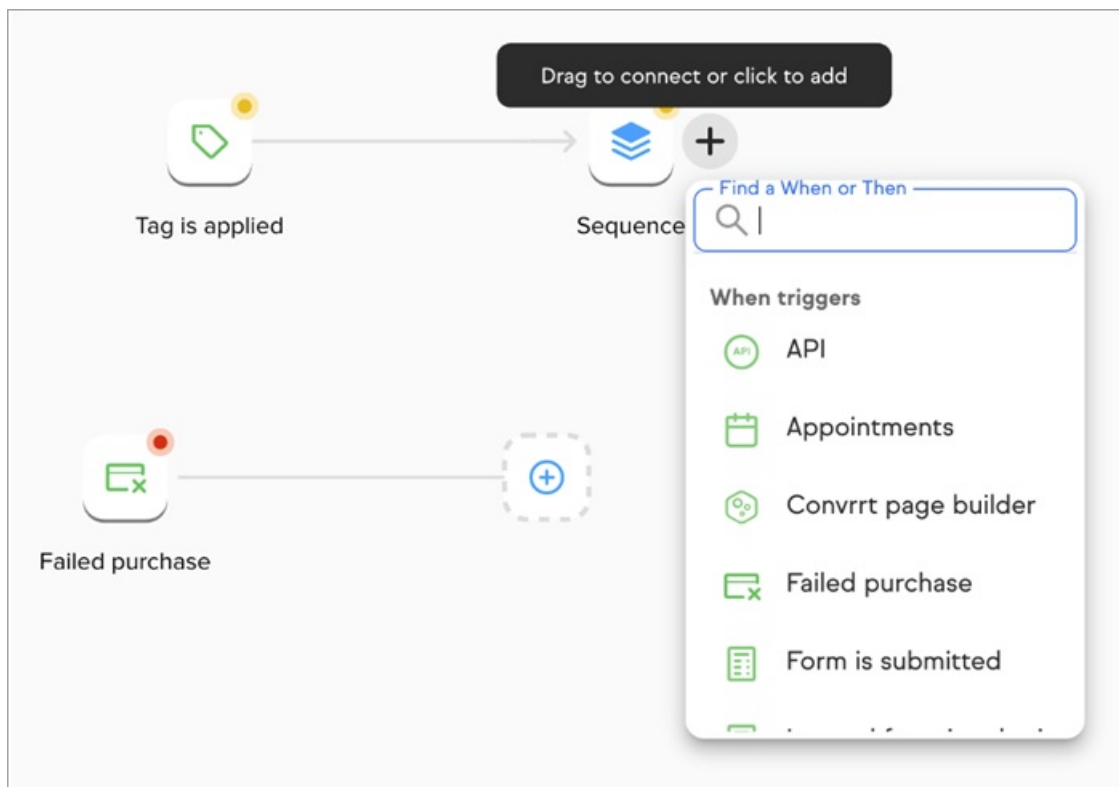 Drag to connect or click to add
Tag is applied
Sequence
Find a When or Then
When triggers
API
API
Appointments
Convrrt page builder
Failed purchase
Form is submitted
Failed purchase